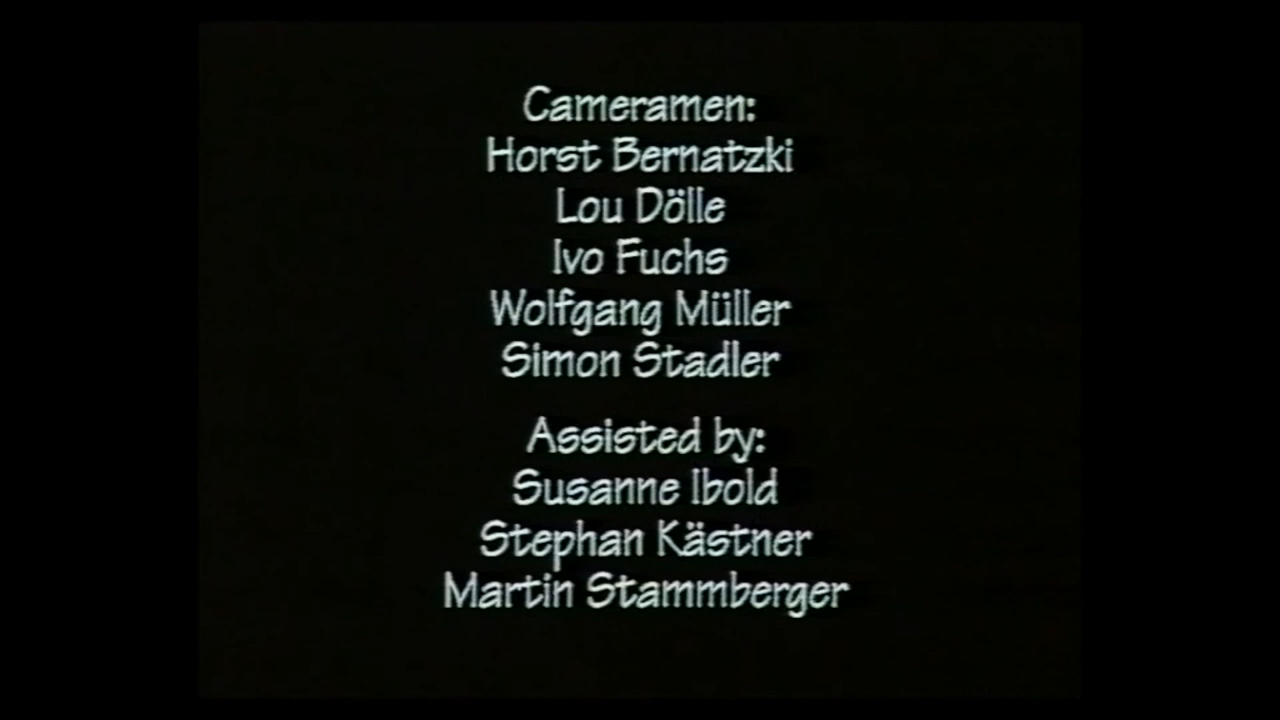 Cameramen:
Horst Bernatzki
Lou Dölle
Ivo Fuchs
Wolfgang Müller
Simon Stadler
Assisted by:
Susanne Ibold
Stephan Kästner
Martin Stammberger